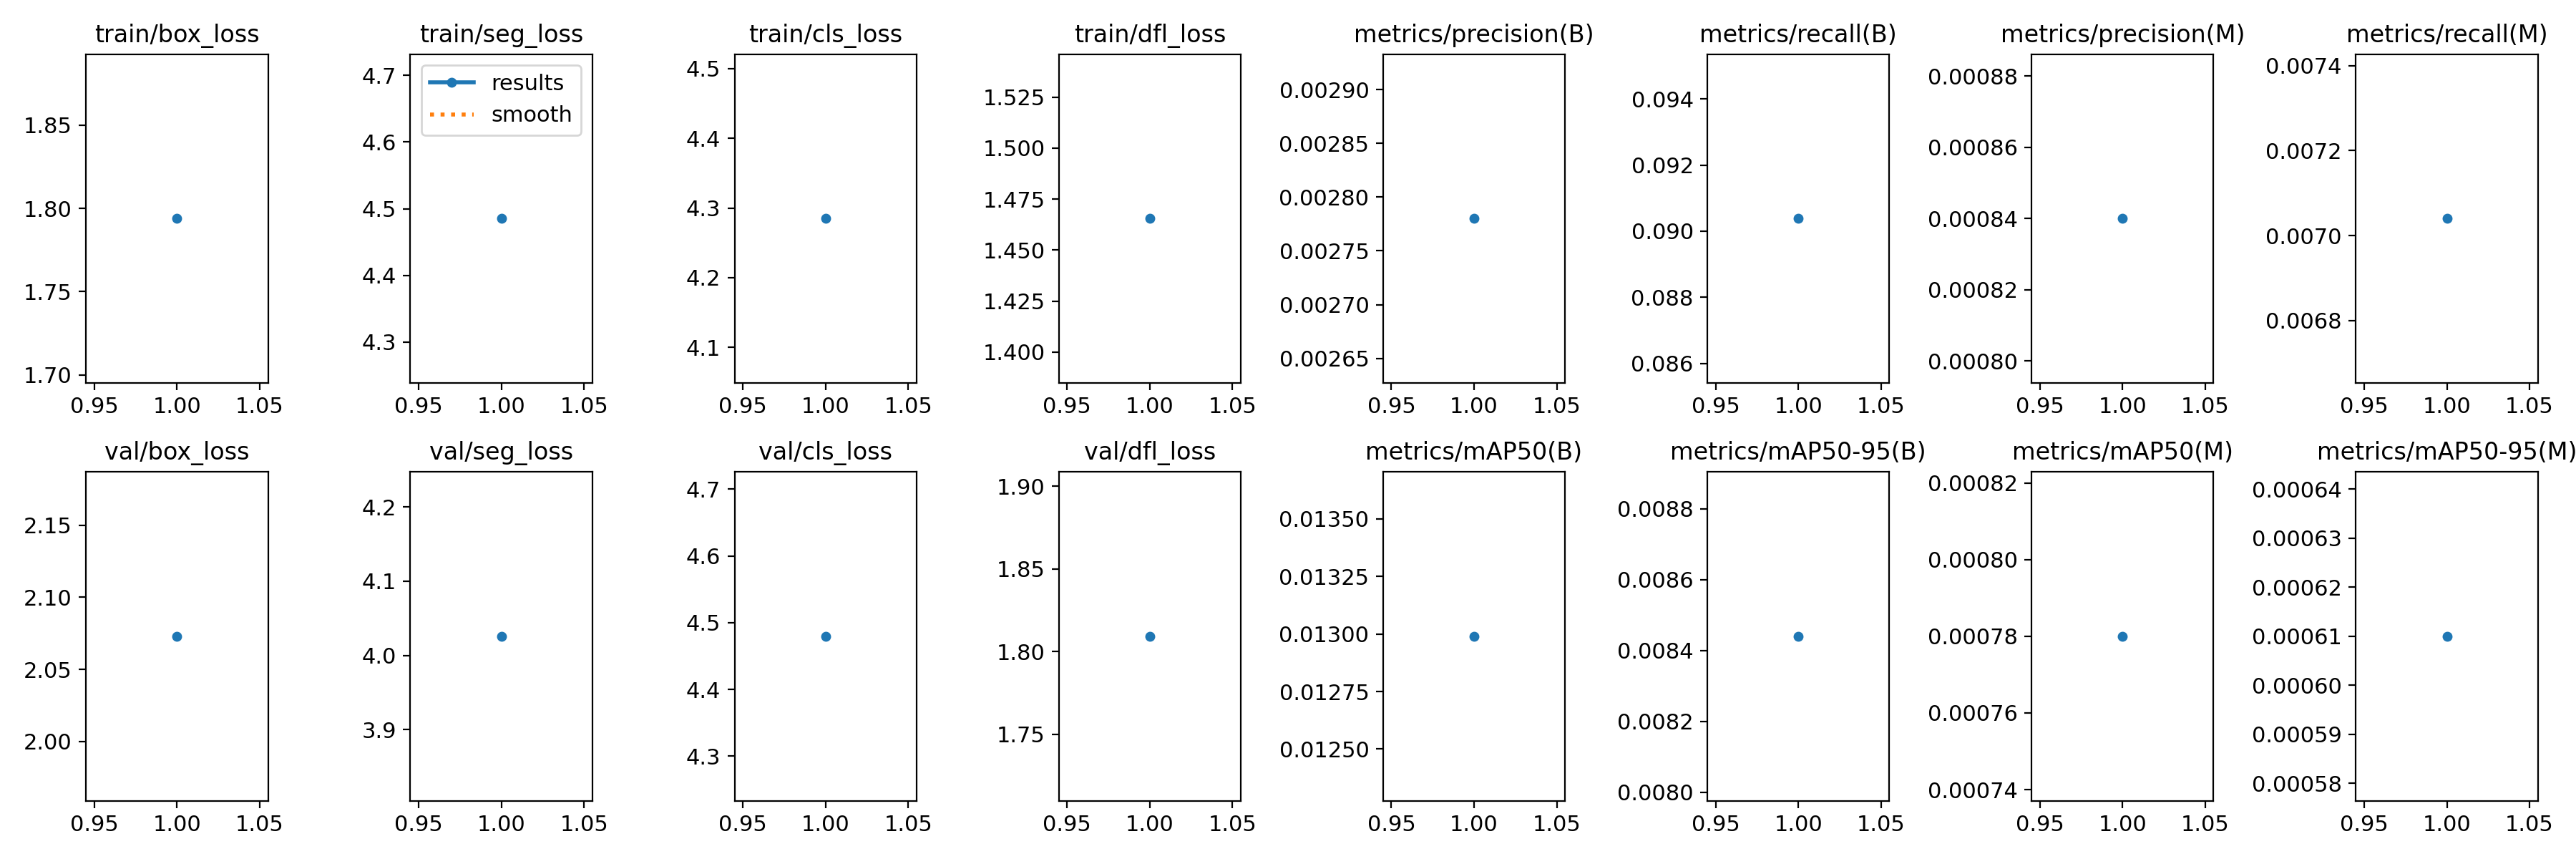 train/box_loss
1.85
1.80
1.75
1.70
0.95 1.00 1.05
train/seg_loss
results
smooth
4.7
4.6
4.5
4.4
4.3
0.95 1.00 1.05
train/cls_loss
4.5
4.4
4.3
4.2
4.1
0.95 1.00 1.05
train/dfl_loss
1.525
1.500
1.475
1.450
1.425
1.400
0.95 1.00 1.05
metrics/precision(B)
0.00290
0.00285
0.00280
0.00275
0.00270
0.00265
0.95 1.00 1.05
metrics/recall(B)
0.094
0.092
0.090
0.088
0.086
0.95 1.00 1.05
metrics/precision(M)
0.00088
0.00086
0.00084
0.00082
0.00080
0.95 1.00 1.05
metrics/recall(M)
0.0074
0.0072
0.0070
0.0068
0.95 1.00 1.05
val/box_loss
2.15
2.10
2.05
2.00
0.95 1.00 1.05
val/seg_loss
4.2
4.1
4.0
3.9
0.95 1.00 1.05
val/cls_loss
4.7
4.6
4.5
4.4
4.3
0.95 1.00 1.05
val/dfl_loss
1.90
1.85
1.80
1.75
0.95 1.00 1.05
metrics/mAP50(B)
0.01350
0.01325
0.01300
0.01275
0.01250
0.95 1.00 1.05
metrics/mAP50-95(B)
0.0088
0.0086
0.0084
0.0082
0.0080
0.95 1.00 1.05
metrics/mAP50(M)
0.00082
0.00080
0.00078
0.00076
0.00074
0.95 1.00 1.05
metrics/mAP50-95(M)
0.00064
0.00063
0.00062
0.00061
0.00060
0.00059
0.00058
0.95 1.00 1.05